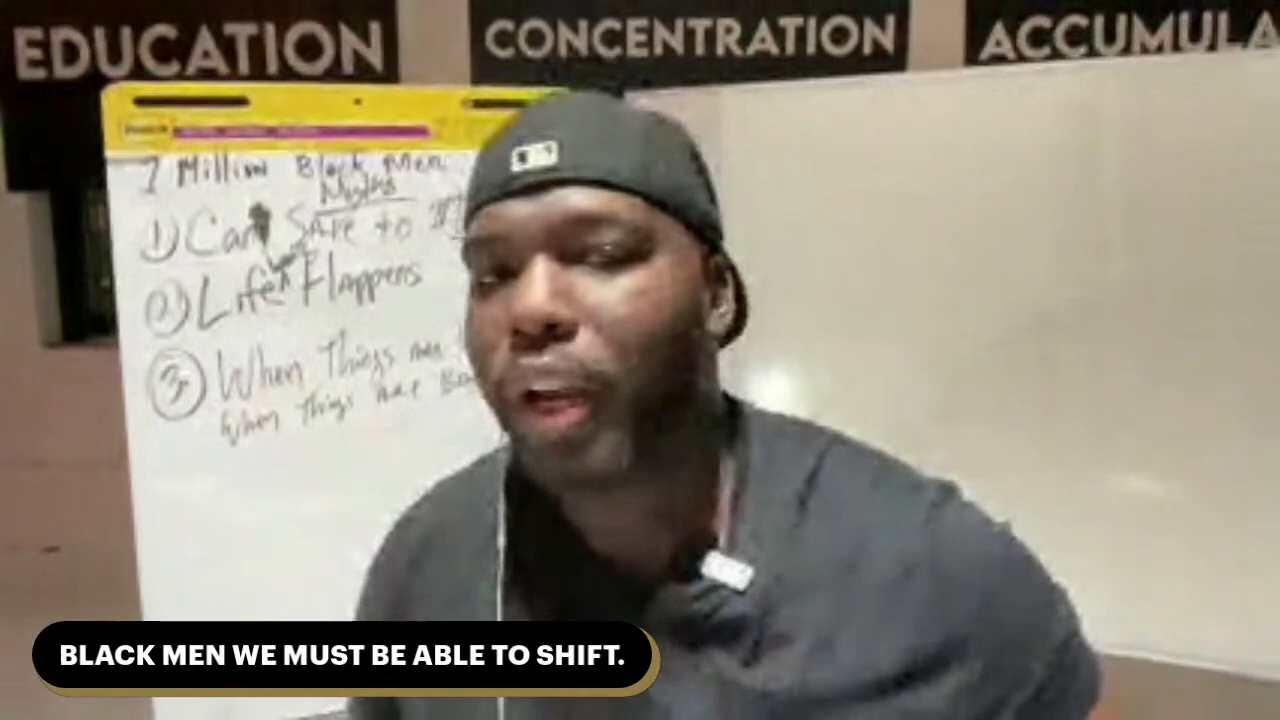 EDUCATION
CONCENTRATION
ACCUMULA
Million Black Men
Myths
① Can't Save to
② Life Happens
③ When Things are
When Things are
BLACK MEN WE MUST BE ABLE TO SHIFT.